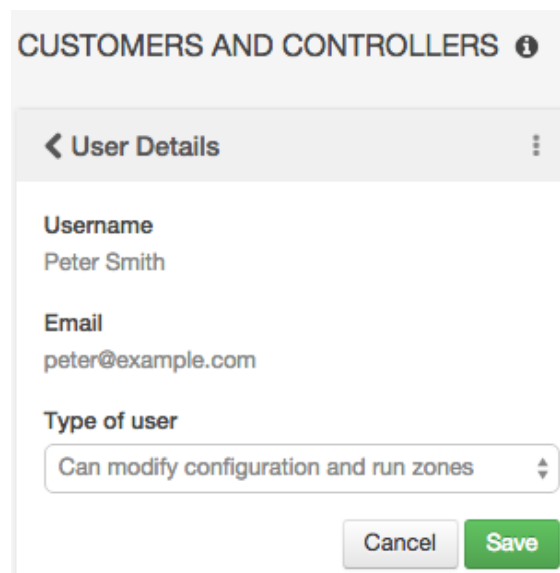 CUSTOMERS AND CONTROLLERS
User Details
Username
Peter Smith
Email
peter@example.com
Type of user
Can modify configuration and run zones
Cancel Save